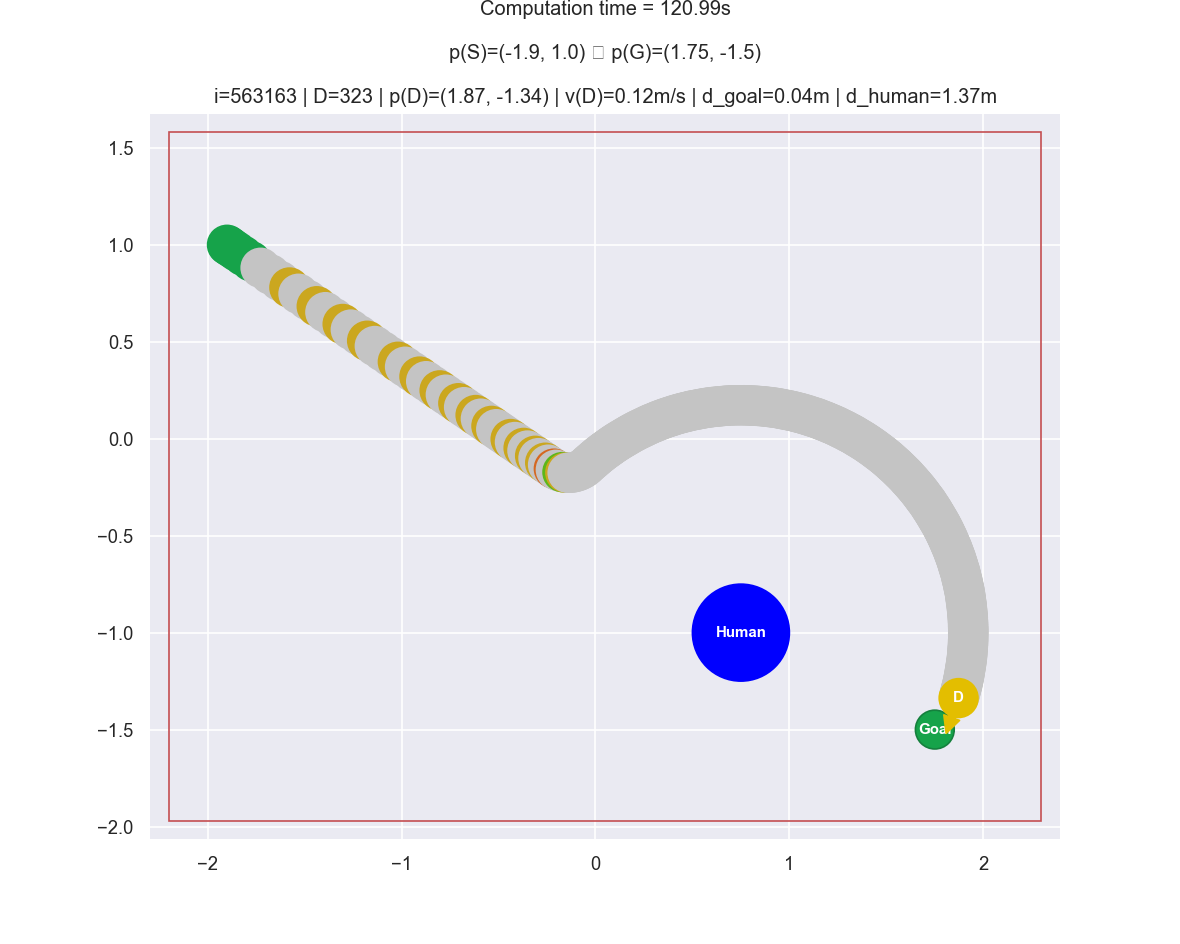 Computation time = 120.99s
p(S)=(-1.9, 1.0) □ p(G)=(1.75, -1.5)
i=563163 | D=323 | p(D)=(1.87, -1.34) | v(D)=0.12m/s | d_goal=0.04m | d_human=1.37m
1.5
1.0
0.5
0.0
−0.5
−1.0
−1.5
−2.0
Human
D
Goal
−2
−1
0
1
2